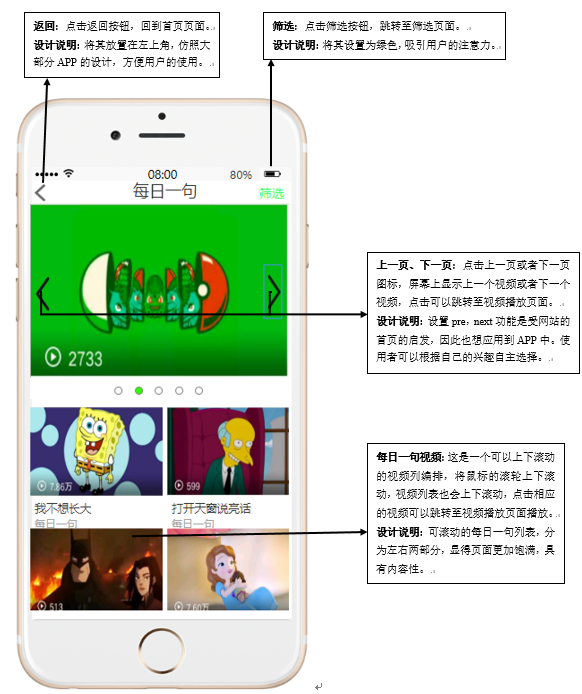 返回：点击返回按钮，回到首页页面。
设计说明: 将其放置在左上角，仿照大
部分 APP 的设计，方便用户的使用。
筛选：点击筛选按钮，跳转至筛选页面。
设计说明: 将其设置为绿色，吸引用户的注意力。
08:00
80%
每日一句
筛选
2733
上一页、下一页：点击上一页或者下一页
图标，屏幕上显示上一个视频或者下一个
视频，点击可以跳转至视频播放页面。
设计说明: 设置 pre，next 功能是受网站的
首页的启发，因此也想应用到 APP 中。使
用者可以根据自己的兴趣自主选择。
7.86万
599
我不想长大
每日一句
打开天窗说亮话
每日一句
513
7.60万
每日一句视频: 这是一个可以上下滚动
的视频列编排，将鼠标的滚轮上下滚
动，视频列表也会上下滚动，点击相应
的视频可以跳转至视频播放页面播放。
设计说明: 可滚动的每日一句列表，分
为左右两部分，显得页面更加饱满，具
有内容性。